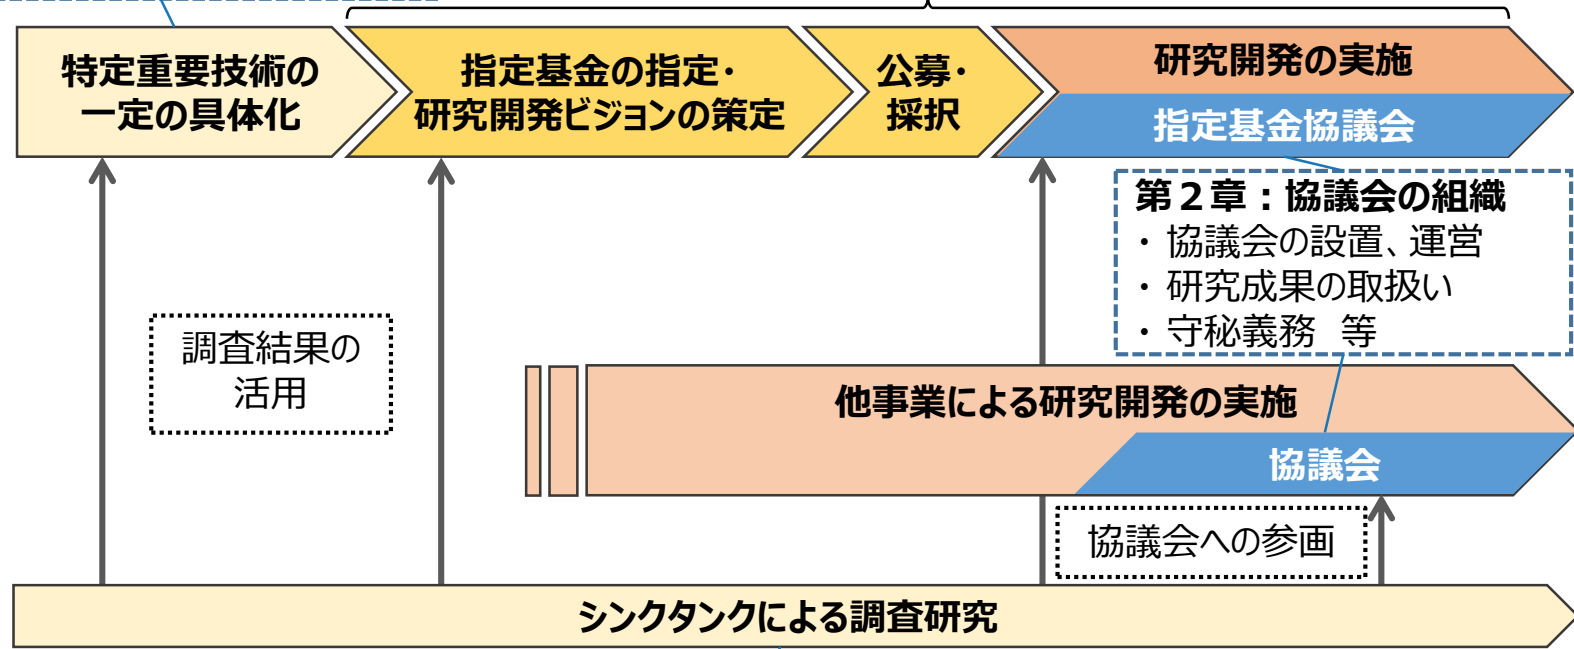 特定重要技術の
一定の具体化
指定基金の指定・
研究開発ビジョンの策定
公募・
採択
研究開発の実施
指定基金協議会
第２章：協議会の組織
・ 協議会の設置、運営
・ 研究成果の取扱い
・ 守秘義務　等
調査結果の
活用
他事業による研究開発の実施
協議会
協議会への参画
シンクタンクによる調査研究